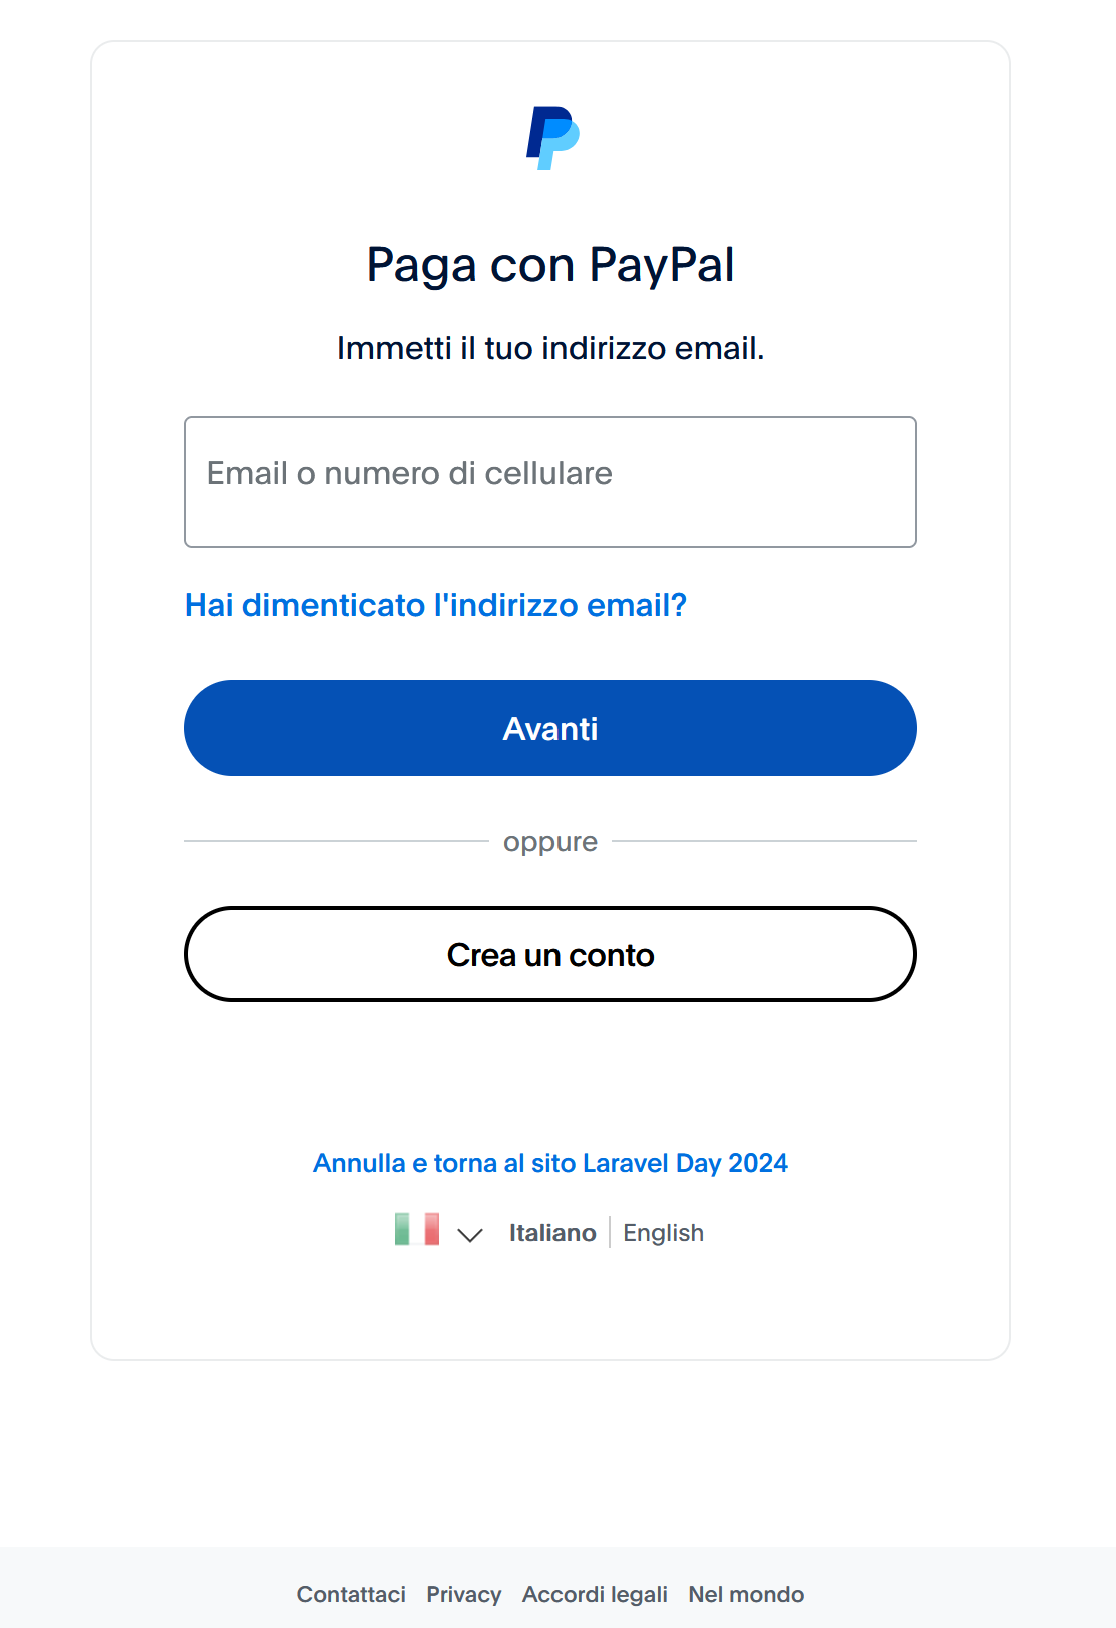 Paga con PayPal
Immetti il tuo indirizzo email.
Email o numero di cellulare
Hai dimenticato l'indirizzo email?
Avanti
oppure
Crea un conto
Annulla e torna al sito Laravel Day 2024
Italiano English
Contattaci Privacy Accordi legali Nel mondo